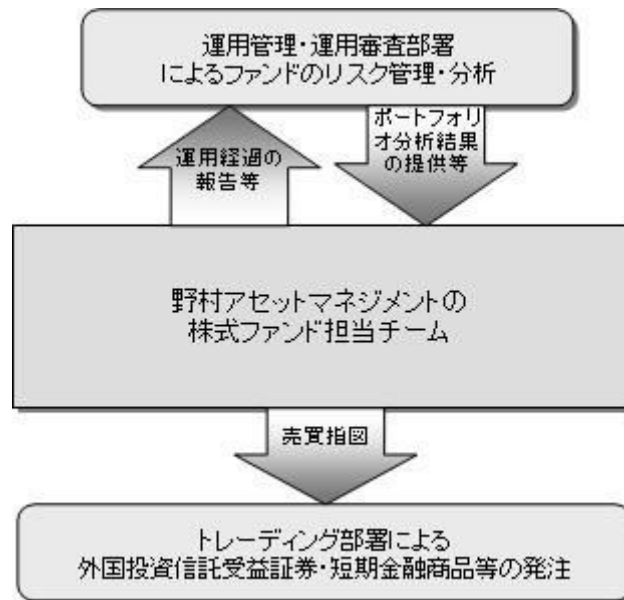 運用管理・運用審査部署
によるファンドのリスク管理・分析
運用経過の
報告等
ポートフォリ
オ分析結果
の提供等
野村アセットマネジメントの
株式ファンド担当チーム
売買指図
トレーディング部署による
外国投資信託受益証券・短期金融商品等の発注